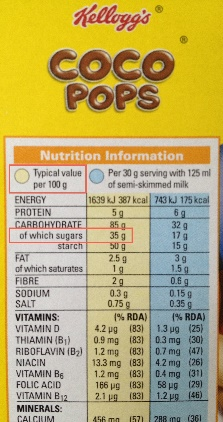 Kellogg's ®
COCO ®
POPS
Nutrition Information
Typical value per 100 g Per 30 g serving with 125 ml of semi-skimmed milk
ENERGY 1639 kJ 387 kcal 743 kJ 175 kcal
PROTEIN 5 g 6 g
CARBOHYDRATE 85 g 32 g
of which sugars 35 g 17 g
starch 50 g 15 g
FAT 2.5 g 3 g
of which saturates 1 g 1.5 g
FIBRE 2 g 0.6 g
SODIUM 0.3 g 0.15 g
SALT 0.75 g 0.35 g
VITAMINS: (% RDA) (% RDA)
VITAMIN D 4.2 µg (83) 1.3 µg (25)
THIAMIN (B1) 0.9 mg (83) 0.3 mg (30)
RIBOFLAVIN (B2) 1.2 mg (83) 0.7 mg (47)
NIACIN 13.3 mg (83) 4.2 mg (26)
VITAMIN B6 1.2 mg (83) 0.4 mg (31)
FOLIC ACID 166 µg (83) 58 µg (29)
VITAMIN B12 2.1 µg (83) 1.2 µg (46)
MINERALS:
CALCIUM 456 mg (57) 288 mg (36)